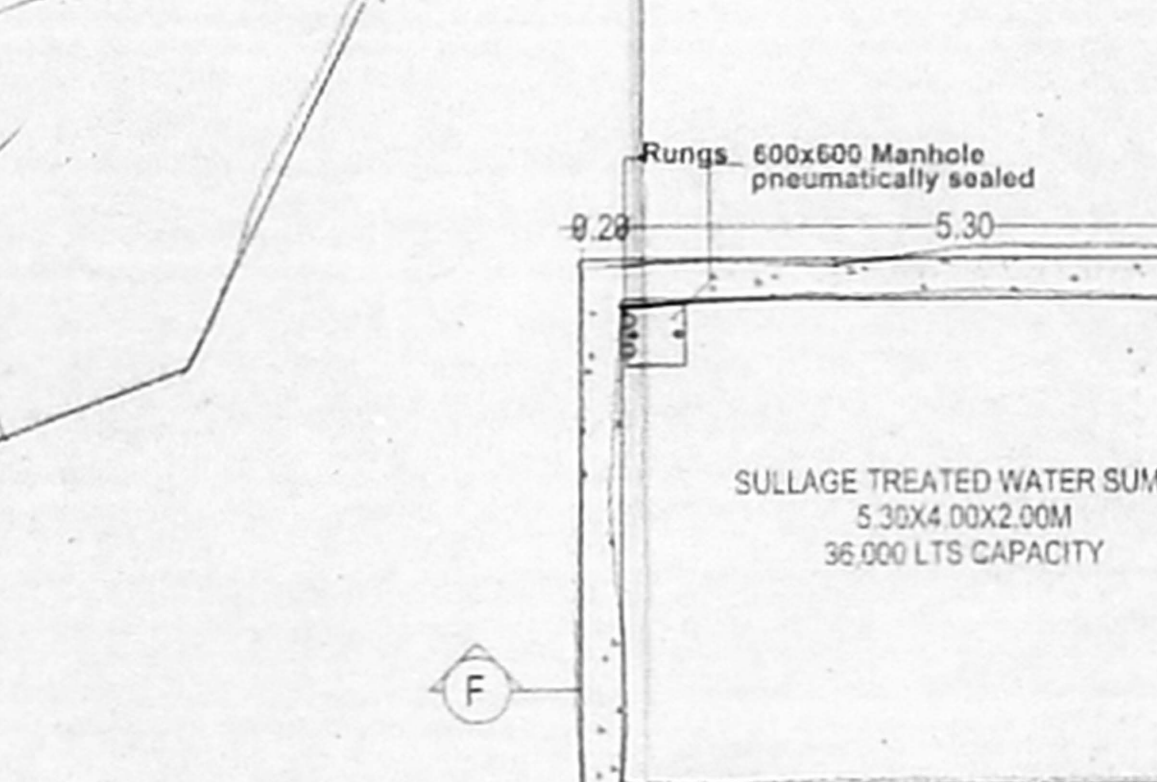 Rungs 600x600 Manhole
pneumatically sealed
0.20 5.30
SULLAGE TREATED WATER SUM
5.30X4.00X2.00M
36,000 LTS CAPACITY
F